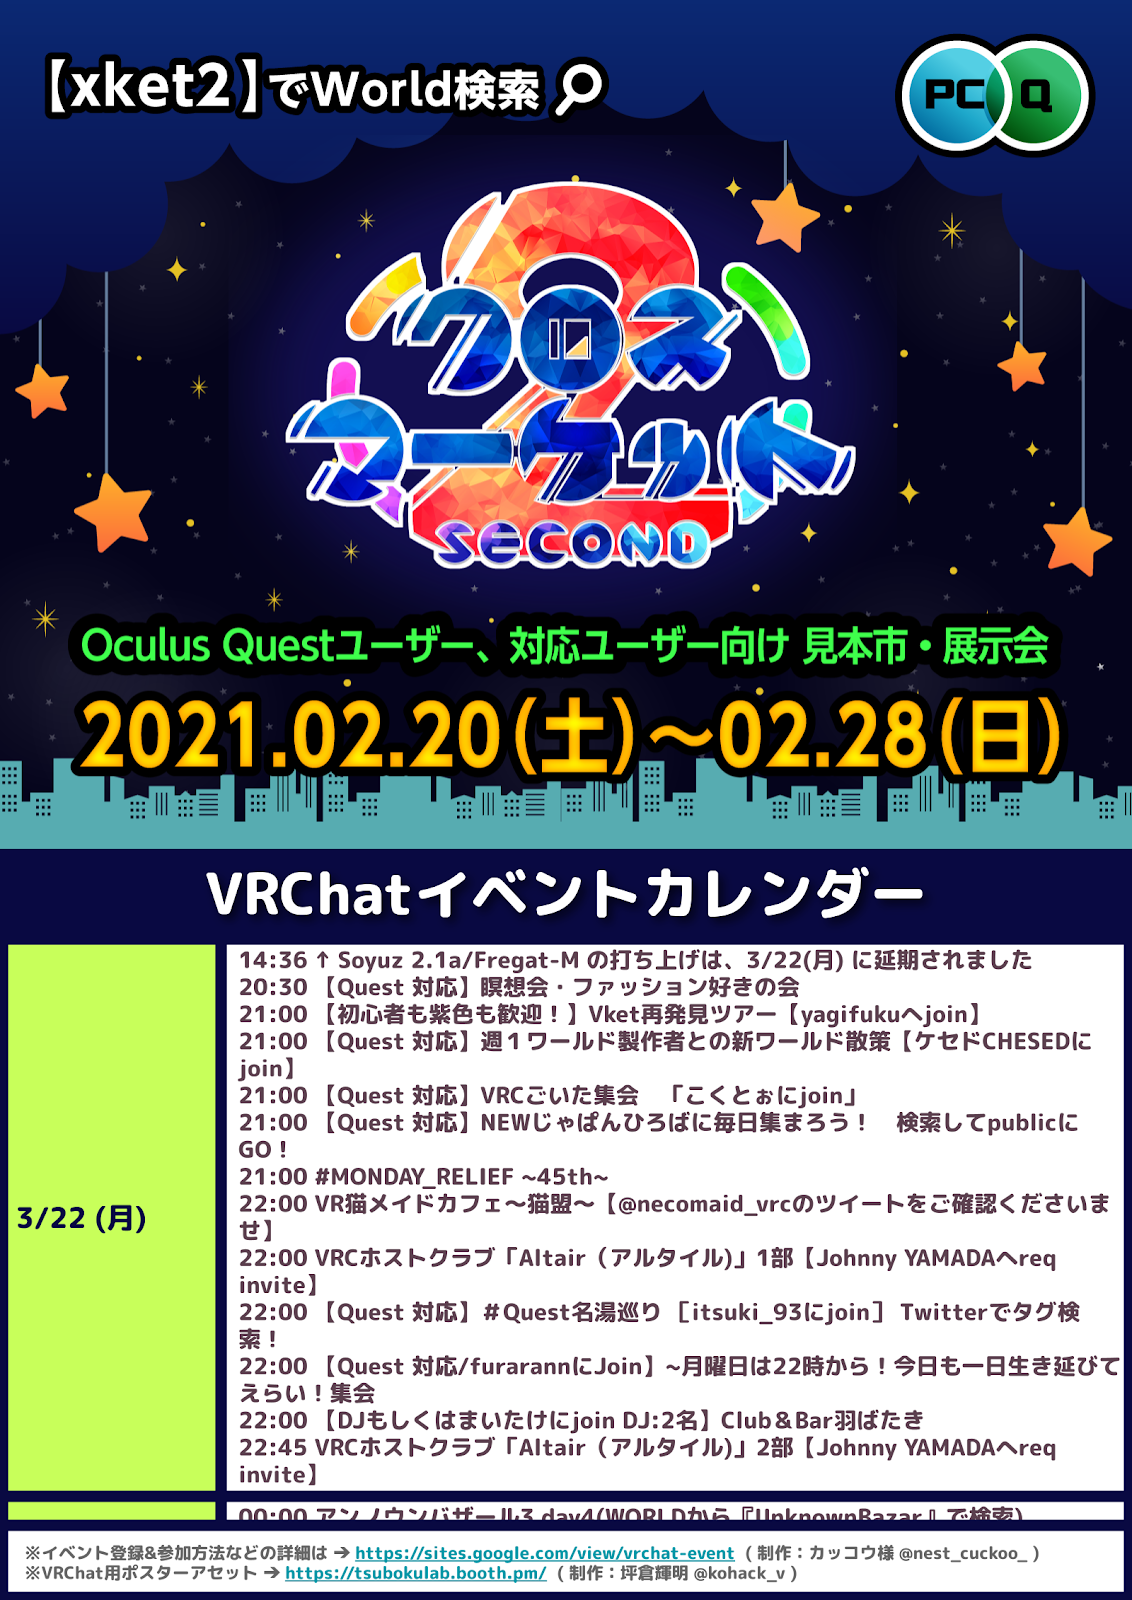 【xket2】でWorld検索
PC Q
クロス
マーケット
2
SECOND
Oculus Questユーザー、対応ユーザー向け 見本市・展示会
2021.02.20(土)〜02.28(日)
VRChatイベントカレンダー
3/22 (月)
14:36 ↑ Soyuz 2.1a/Fregat-M の打ち上げは、3/22(月) に延期されました
20:30 【Quest 対応】瞑想会・ファッション好きの会
21:00 【初心者も紫色も歓迎！】Vket再発見ツアー【yagifukuへjoin】
21:00 【Quest 対応】週１ワールド製作者との新ワールド散策【ケセドCHESEDに
join】
21:00 【Quest 対応】VRCごいた集会　「こくとぉにjoin」
21:00 【Quest 対応】NEWじゃぱんひろばに毎日集まろう！　検索してpublicに
GO！
21:00 #MONDAY_RELIEF ~45th~
22:00 VR猫メイドカフェ〜猫盟〜【@necomaid_vrcのツイートをご確認くださいま
せ】
22:00 VRCホストクラブ「Altair（アルタイル)」1部【Johnny YAMADAへreq
invite】
22:00 【Quest 対応】＃Quest名湯巡り ［itsuki_93にjoin］ Twitterでタグ検
索！
22:00 【Quest 対応/furarannにJoin】~月曜日は22時から！今日も一日生き延びて
えらい！集会
22:00 【DJもしくはまいたけにjoin DJ:2名】Club＆Bar羽ばたき
22:45 VRCホストクラブ「Altair（アルタイル)」2部【Johnny YAMADAへreq
invite】
00:00 アンノウンバザール3 day4(WORLDから『UnknownBazar』で検索)
※イベント登録&参加方法などの詳細は ➔ https://sites.google.com/view/vrchat-event （ 制作：カッコウ様 @nest_cuckoo_ ）
※VRChat用ポスターアセット ➔ https://tsubokulab.booth.pm/ （ 制作：坪倉輝明 @kohack_v ）